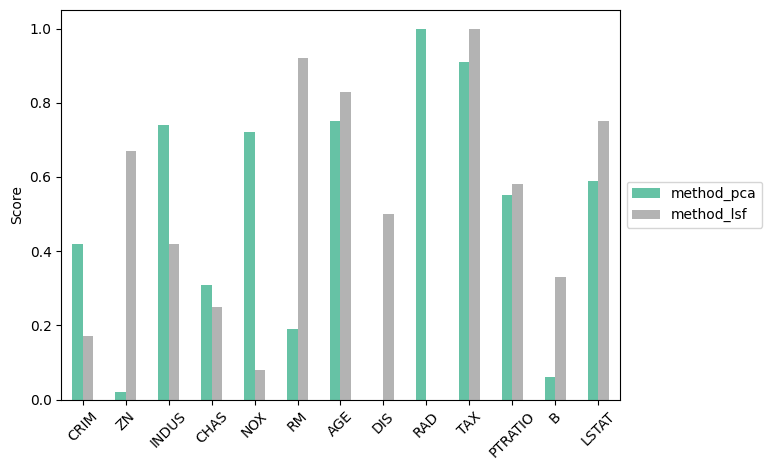 1.0
0.8
0.6
0.4
0.2
0.0
Score
CRIM
ZN
INDUS
CHAS
NOX
RM
AGE
DIS
RAD
TAX
PTRATIO
B
LSTAT
method_pca
method_lsf